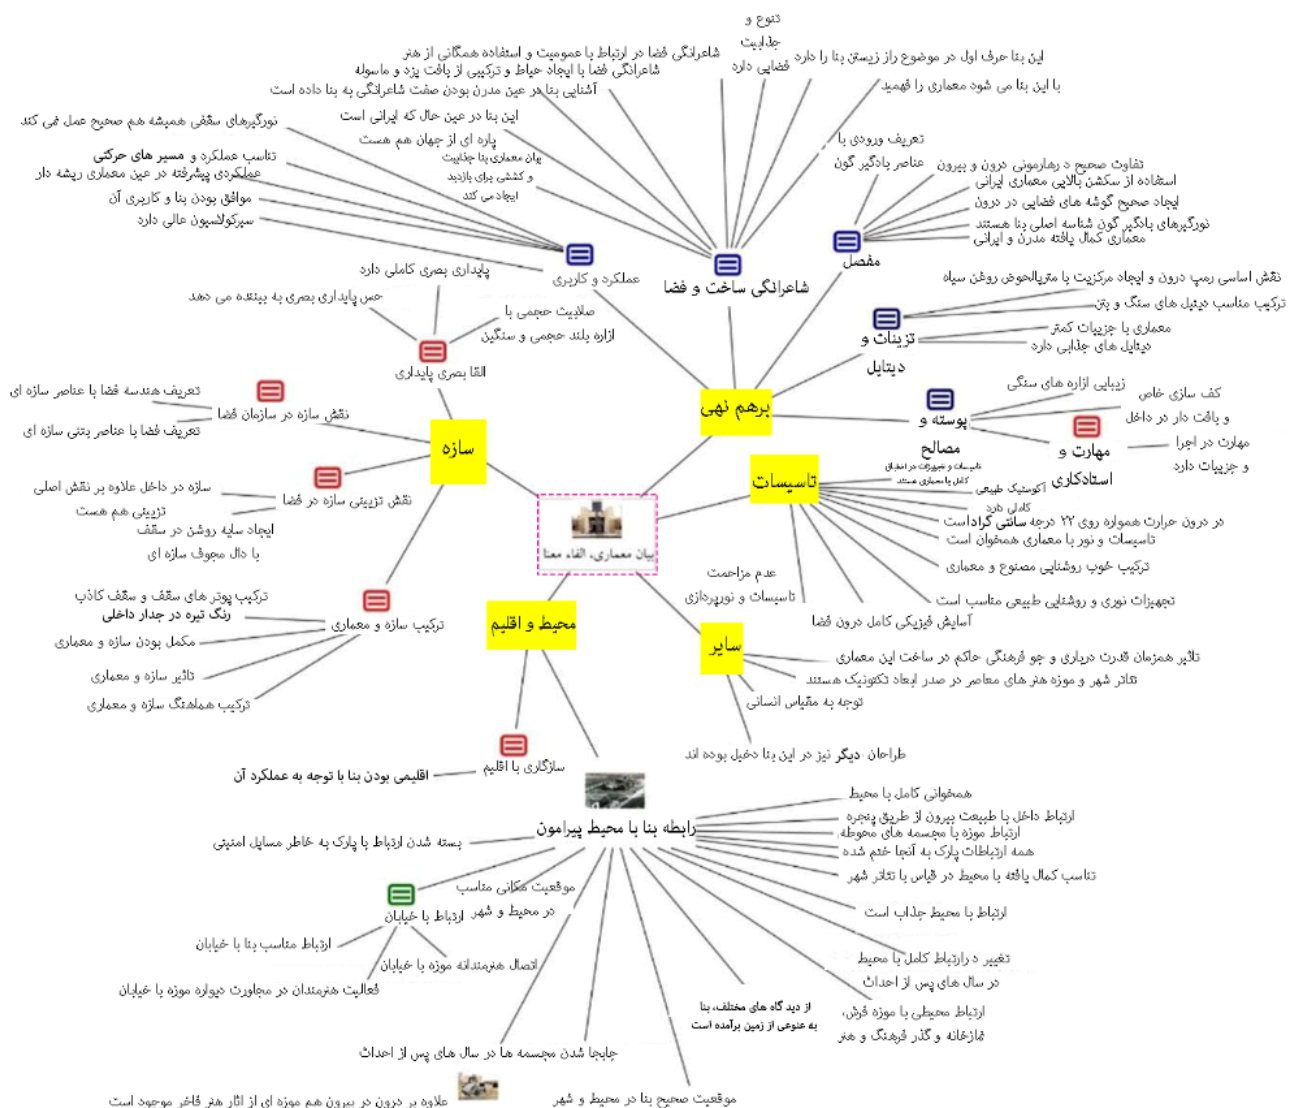 تنوع و
جذابیت
فضایی دارد
این بنا حرف اول در موضوع راز زیستن بنا را دارد
با این بنا می شود معماری را فهمید
شاعرانگی فضا در ارتباط با عمومیت و استفاده همگانی از هنر
شاعرانگی فضا با ایجاد حیاط و ترکیبی از بافت یزد و ماسوله
آشنایی بنا در عین مدرن بودن صفت شاعرانگی به بنا داده است
این بنا در عین حال که ایرانی است
پاره ای از جهان هم هست
بیان معماری بنا جذابیت
و کششی برای بازدید
ایجاد می کند
شاعرانگی ساخت و فضا
نورگیرهای سقفی همیشه هم صحیح عمل نمی کند
تناسب عملکرد و مسیر های حرکتی
عملکردی پیشرفته در عین معماری ریشه دار
موافق بودن بنا و کاربری آن
سیرکولاسیون عالی دارد
عملکرد و کاربری
تعریف ورودی با
عناصر بادگیر گون
تفاوت صحیح د رهارمونی درون و بیرون
استفاده از سکشن بالایی معماری ایرانی
ایجاد صحیح گوشه های فضایی در درون
نورگیرهای بادگیر گون شناسه اصلی بنا هستند
معماری کمال یافته مدرن و ایرانی
مفصل
نقش اساسی رمپ درون و ایجاد مرکزیت با متریالحوض روغن سیاه
ترکیب مناسب دیتیل های سنگ و بتن
معماری با جزییات کمتر
دیتایل های جذابی دارد
تزینات و
دیتایل
برهم نهی
زیبایی ازاره های سنگی
کف سازی خاص
و بافت دار در داخل
پوسته و
مصالح
مهارت و
استادکاری
مهارت در اجرا
و جزییات دارد
پایداری بصری کاملی دارد
حس پایداری بصری به بیننده می دهد
صلابیت حجمی با
ازاره بلند حجمی و سنگین
القا بصری پایداری
سازه
تعریف هندسه فضا با عناصر سازه ای
نقش سازه در سازمان فضا
تعریف فضا با عناصر بتنی سازه ای
نقش تزیینی سازه در فضا
سازه در داخل علاوه بر نقش اصلی
تزیینی هم هست
ایجاد سایه روشن در سقف
با دال مجوف سازه ای
ترکیب پوتر های سقف و سقف کاذب
رنگ تیره در جدار داخلی
ترکیب سازه و معماری
مکمل بودن سازه و معماری
تاثیر سازه و معماری
ترکیب هماهنگ سازه و معماری
بیان معماری، القاء معنا
تاسیسات
تاسیسات و تجهیزات در انطباق
کامل با معماری هستند
آکوستیک طبیعی
کاملی دارد
در درون حرارت همواره روی ۲۲ درجه سانتی گراداست
تاسیسات و نور با معماری همخوان است
ترکیب خوب روشنایی مصنوع و معماری
تجهیزات نوری و روشنایی طبیعی مناسب است
آسایش فیزیکی کامل درون فضا
عدم مزاحمت
تاسیسات و نورپردازی
سایر
تاثیر همزمان قدرت درباری و جو فرهنگی حاکم در ساخت این معماری
تئاتر شهر و موزه هنر های معاصر در صدر ابعاد تکتونیک هستند
توجه به مقیاس انسانی
طراحان دیگر نیز در این بنا دخیل بوده اند
محیط و اقلیم
سازگاری با اقلیم
اقلیمی بودن بنا با توجه به عملکرد آن
رابطه بنا با محیط پیرامون
همخوانی کامل با محیط
ارتباط داخل با طبیعت بیرون از طریق پنجره
ارتباط موزه با مجسمه های محوطه
همه ارتباطات پارک به آنجا ختم شده
تناسب کمال یافته با محیط در قیاس با تئاتر شهر
ارتباط با محیط جذاب است
تغییر د رارتباط کامل با محیط
در سال های پس از احداث
ارتباط محیطی با موزه فرش،
نمازخانه و گذر فرهنگ و هنر
از دید گاه های مختلف، بنا
به عنوعی از زمین برآمده است
موقعیت صحیح بنا در محیط و شهر
جابجا شدن مجسمه ها در سال های پس از احداث
علاوه بر درون در بیرون هم موزه ای از آثار هنر فاخر موجود است
موقعیت مکانی مناسب
در محیط و شهر
بسته شدن ارتباط با پارک به خاطر مسایل امنیتی
ارتباط با خیابان
ارتباط مناسب بنا با خیابان
اتصال هنرمندانه موزه با خیابان
فعالیت هنرمندان در مجاورت دیواره موزه با خیابان